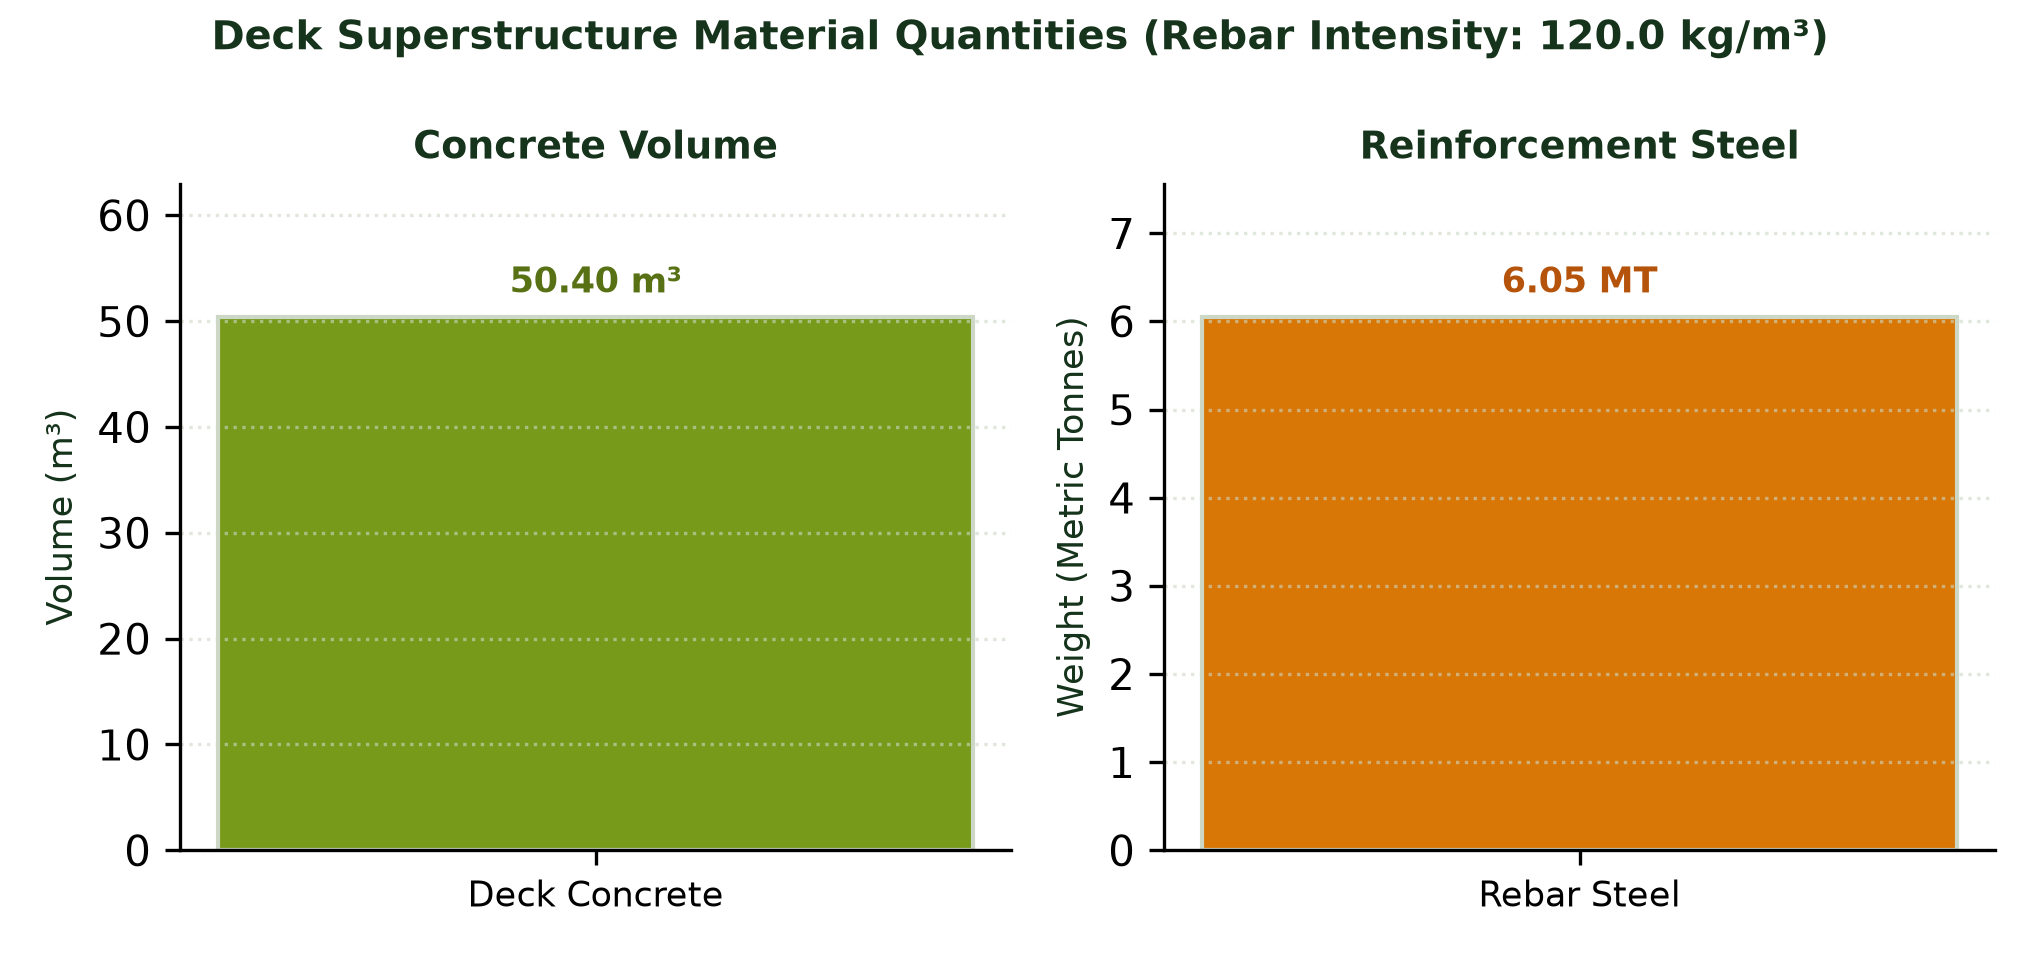 Deck Superstructure Material Quantities (Rebar Intensity: 120.0 kg/m³)
Concrete Volume
Volume (m³)
60
50
40
30
20
10
0
50.40 m³
Deck Concrete
Reinforcement Steel
Weight (Metric Tonnes)
7
6
5
4
3
2
1
0
6.05 MT
Rebar Steel